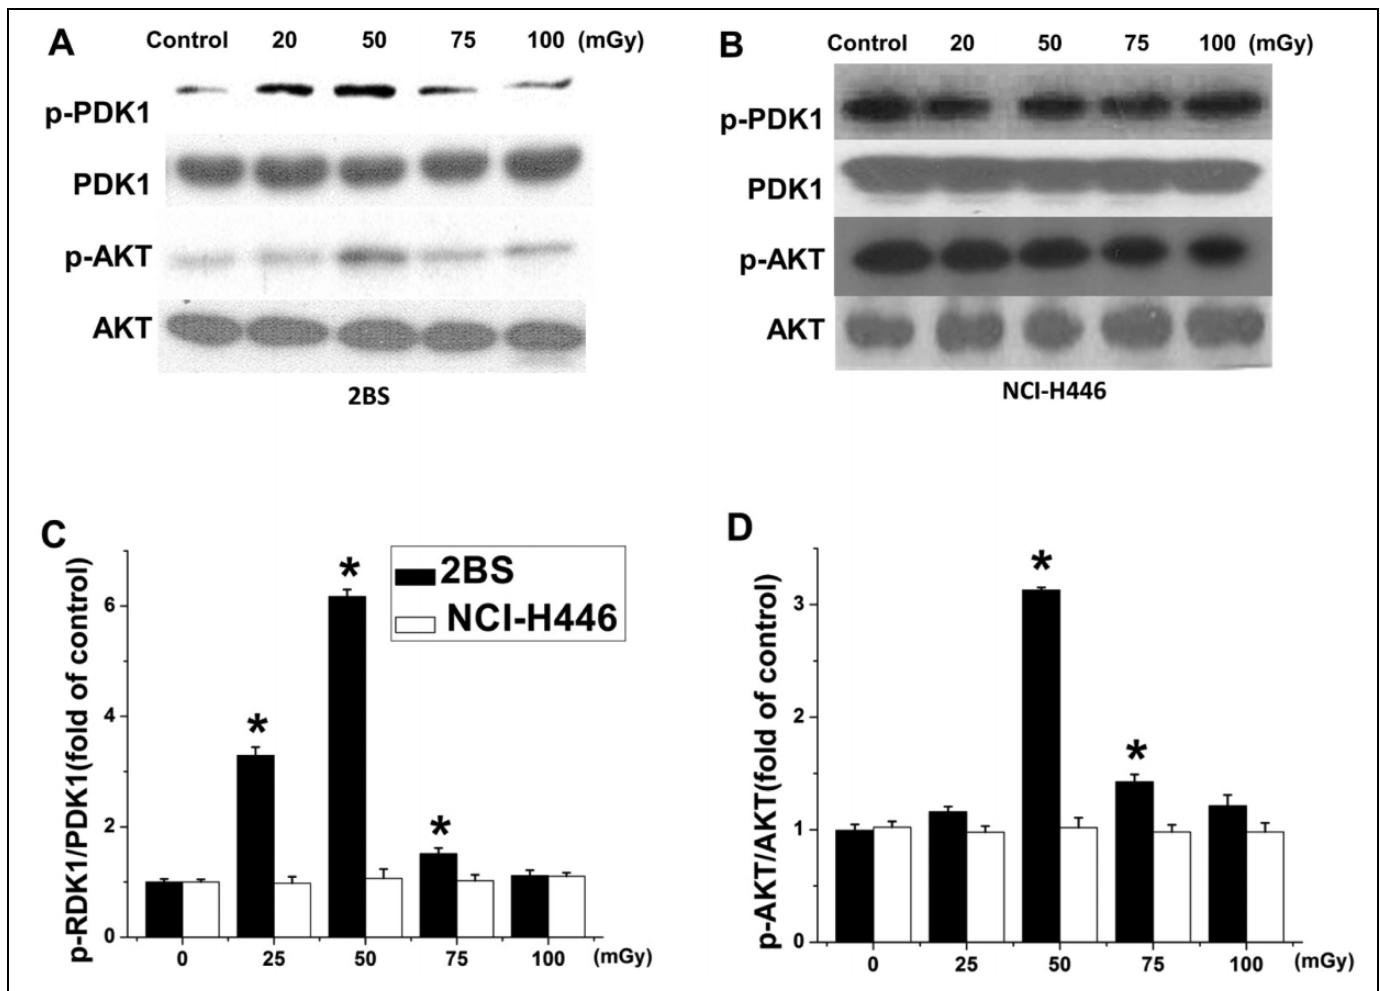 A
Control 20 50 75 100 (mGy)
p-PDK1
PDK1
p-AKT
AKT
2BS
B
Control 20 50 75 100 (mGy)
p-PDK1
PDK1
p-AKT
AKT
NCI-H446
C
p-RDK1/PDK1(fold of control)
6
4
2
0
* * *
2BS
NCI-H446
0 25 50 75 100 (mGy)
D
p-AKT/AKT(fold of control)
3
2
1
0
* *
0 25 50 75 100 (mGy)